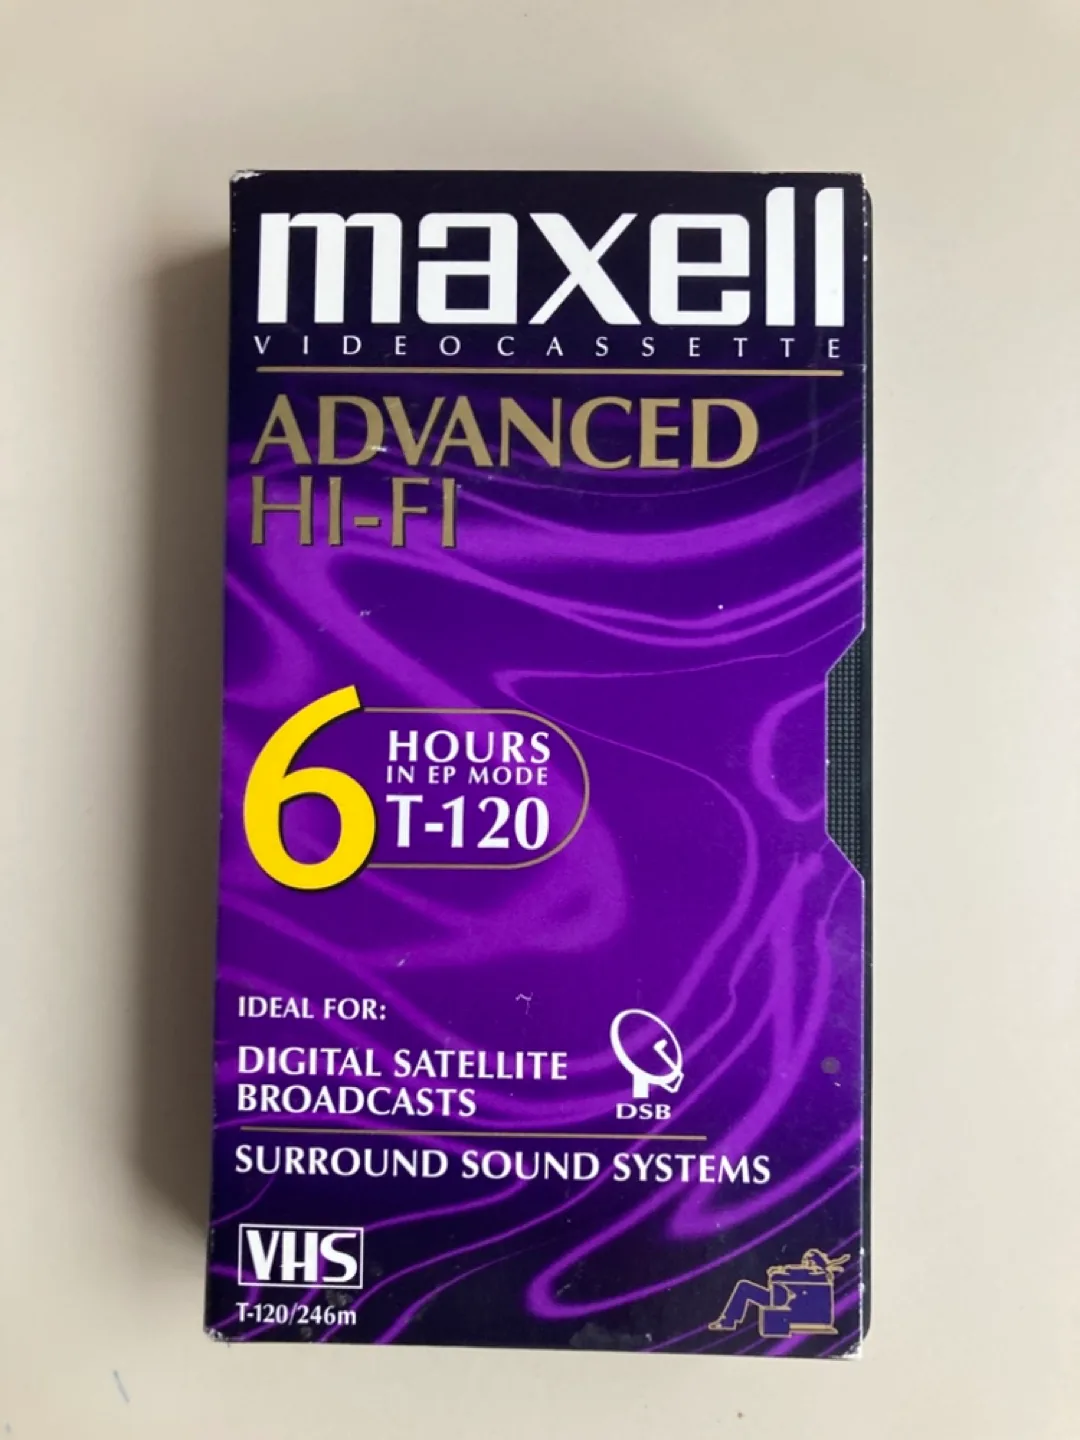 maxell
VIDEOCASSETTE
ADVANCED
HI-FI
6 HOURS
IN EP MODE
T-120
IDEAL FOR:
DIGITAL SATELLITE
BROADCASTS
DSB
SURROUND SOUND SYSTEMS
VHS
T-120/246m